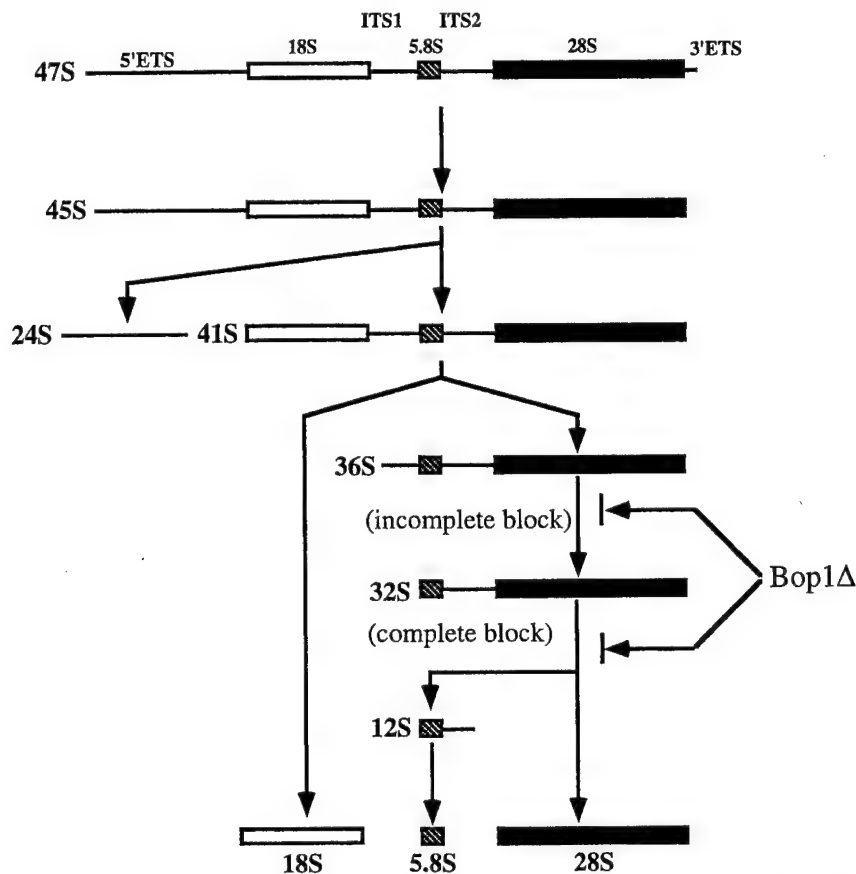 ITS1 ITS2
5'ETS 18S 5.8S 28S 3'ETS
47S
45S
24S 41S
36S
(incomplete block)
Bop1Δ
32S
(complete block)
12S
18S 5.8S 28S